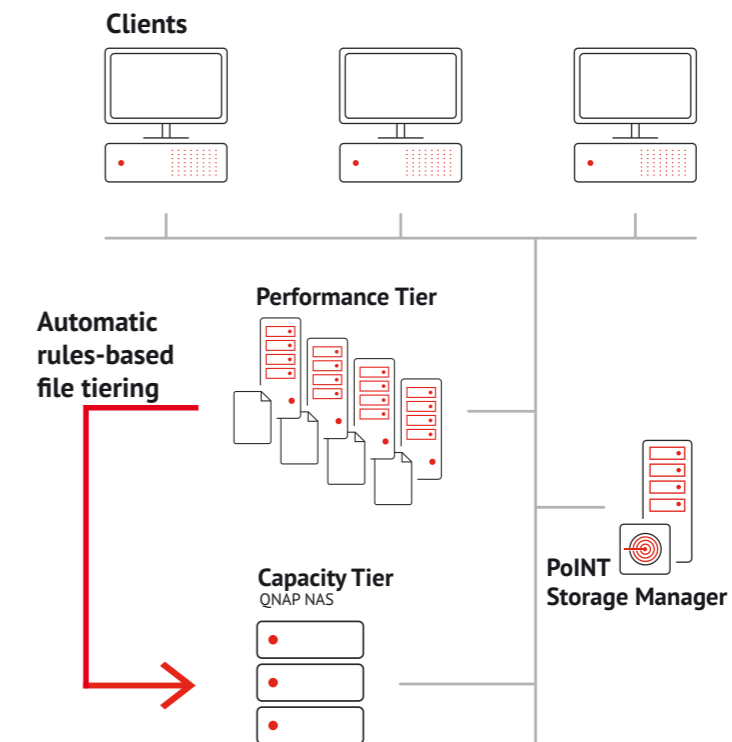 Clients
Performance Tier
Automatic
rules-based
file tiering
Capacity Tier
QNAP NAS
PoINT
Storage Manager